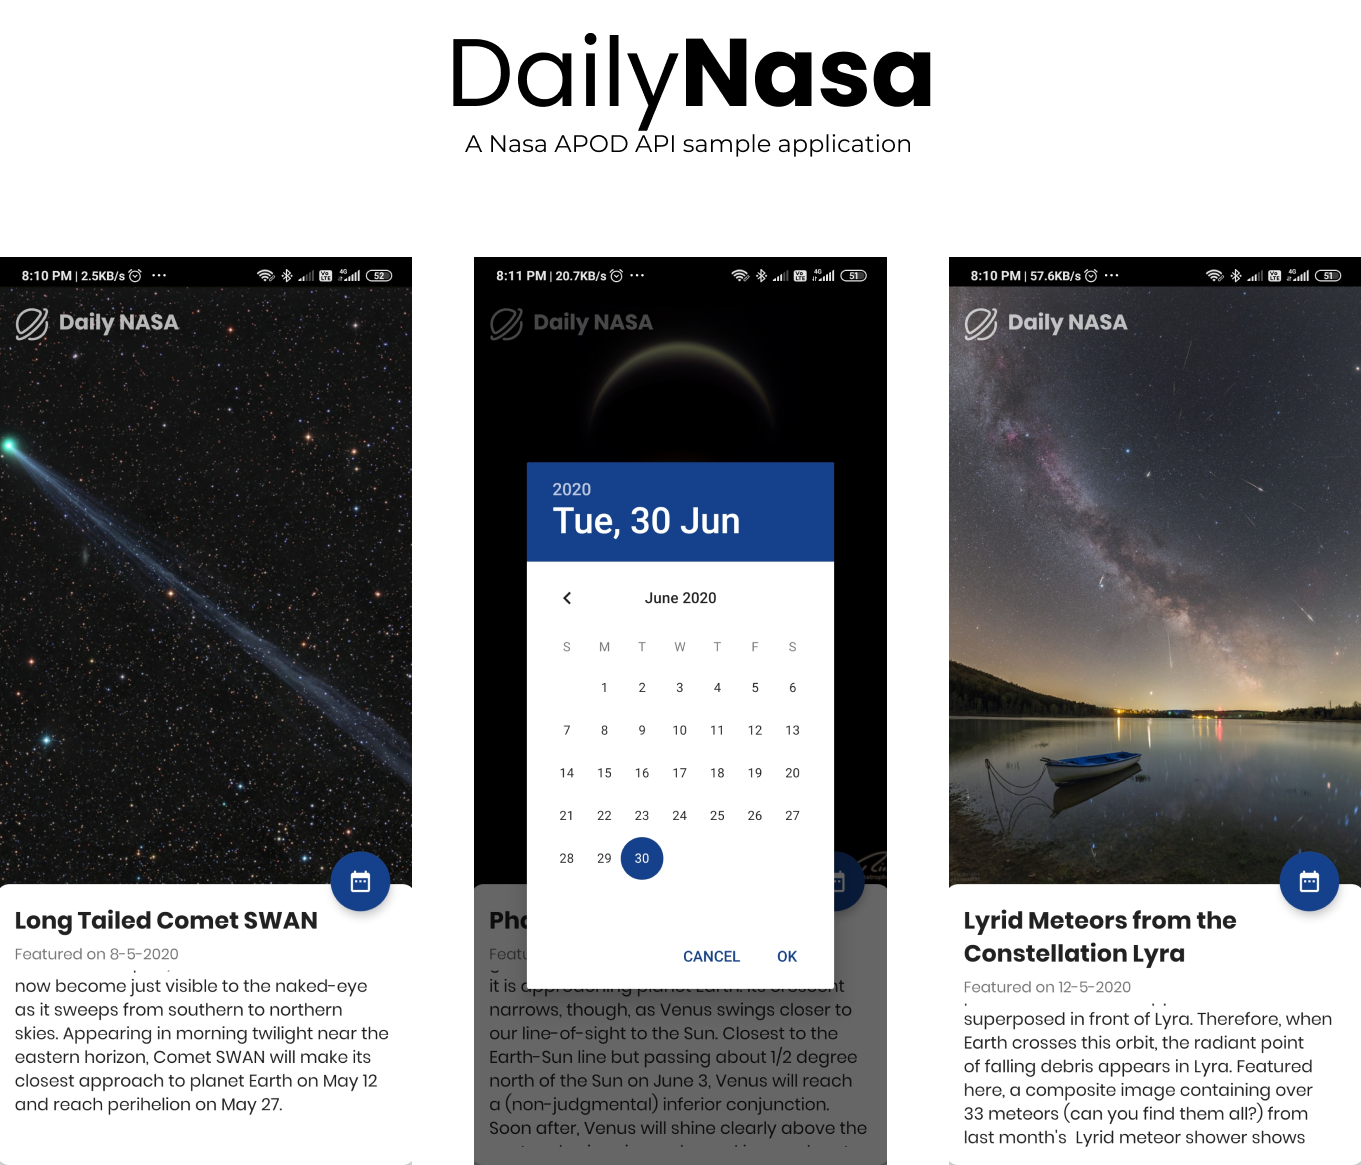 DailyNasa
A Nasa APOD API sample application
8:10 PM | 2.5KB/s ... 4G 52
Daily NASA
Long Tailed Comet SWAN
Featured on 8-5-2020
now become just visible to the naked-eye
as it sweeps from southern to northern
skies. Appearing in morning twilight near the
eastern horizon, Comet SWAN will make its
closest approach to planet Earth on May 12
and reach perihelion on May 27.
8:11 PM | 20.7KB/s ... VoLTE 4G 51
Daily NASA
2020
Tue, 30 Jun
June 2020
S M T W T F S
1 2 3 4 5 6
7 8 9 10 11 12 13
14 15 16 17 18 19 20
21 22 23 24 25 26 27
28 29 30
CANCEL OK
it is approaching planet Earth. Its crescent
narrows, though, as Venus swings closer to
our line-of-sight to the Sun. Closest to the
Earth-Sun line but passing about 1/2 degree
north of the Sun on June 3, Venus will reach
a (non-judgmental) inferior conjunction.
Soon after, Venus will shine clearly above the
8:10 PM | 57.6KB/s ... VoLTE 4G 51
Daily NASA
Lyrid Meteors from the
Constellation Lyra
Featured on 12-5-2020
superposed in front of Lyra. Therefore, when
Earth crosses this orbit, the radiant point
of falling debris appears in Lyra. Featured
here, a composite image containing over
33 meteors (can you find them all?) from
last month's Lyrid meteor shower shows